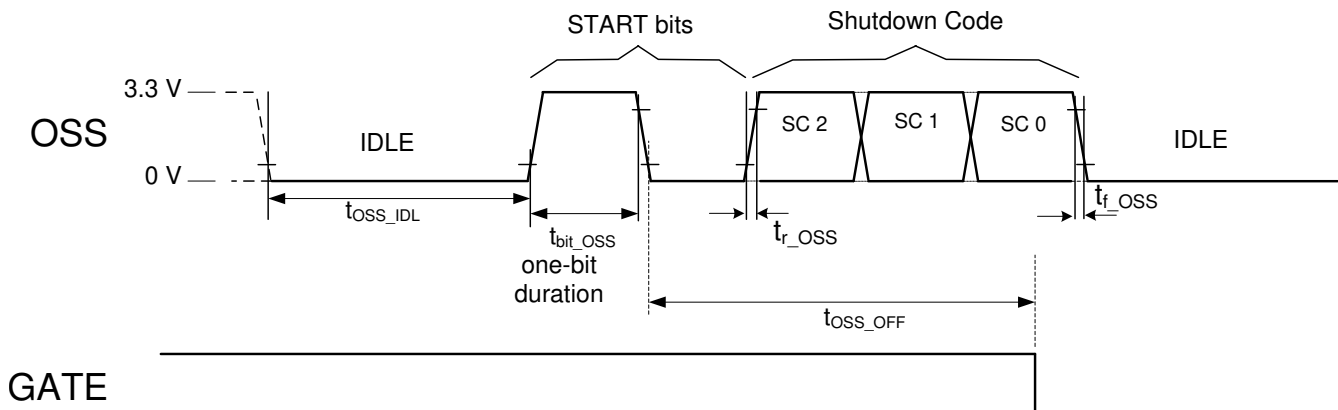 START bits
Shutdown Code
3.3 V
OSS
IDLE
SC 2
SC 1
SC 0
IDLE
0 V
tOSS_IDL
tbit_OSS
one-bit
duration
tr_OSS
tf_OSS
tOSS_OFF
GATE